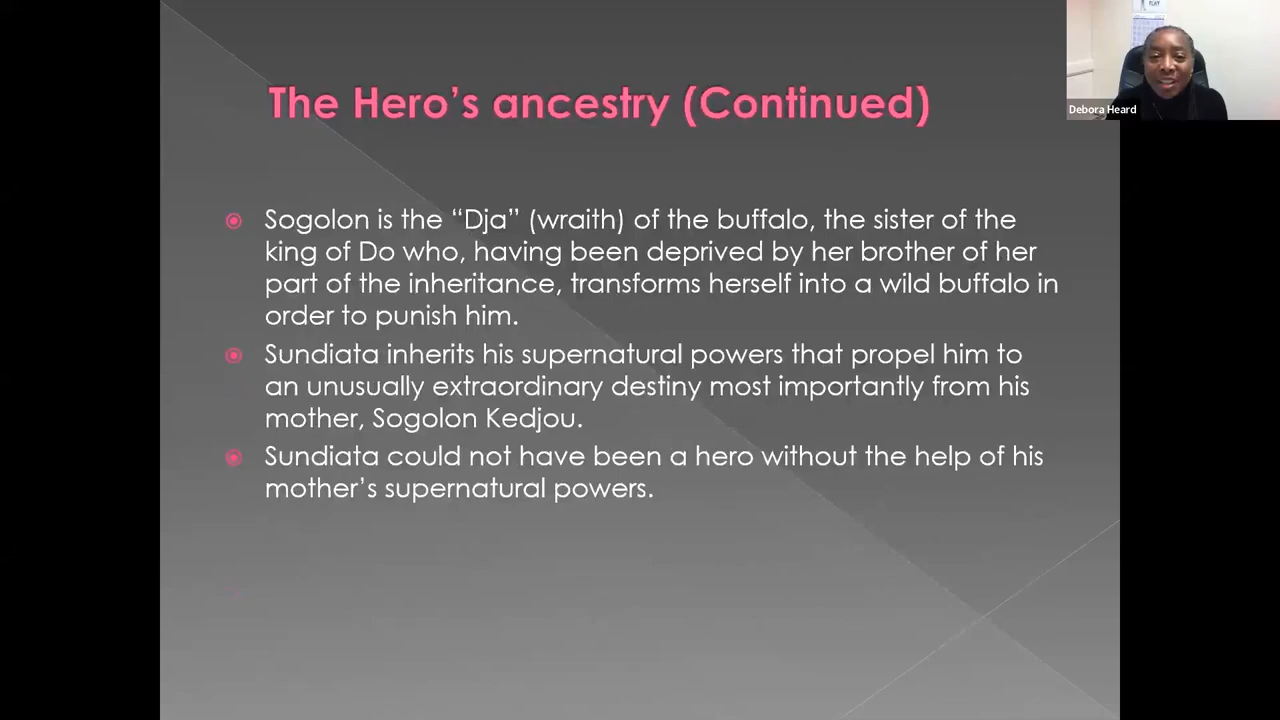 The Hero’s ancestry (Continued)
Debora Heard
Sogolon is the “Dja” (wraith) of the buffalo, the sister of the
king of Do who, having been deprived by her brother of her
part of the inheritance, transforms herself into a wild buffalo in
order to punish him.
Sundiata inherits his supernatural powers that propel him to
an unusually extraordinary destiny most importantly from his
mother, Sogolon Kedjou.
Sundiata could not have been a hero without the help of his
mother’s supernatural powers.